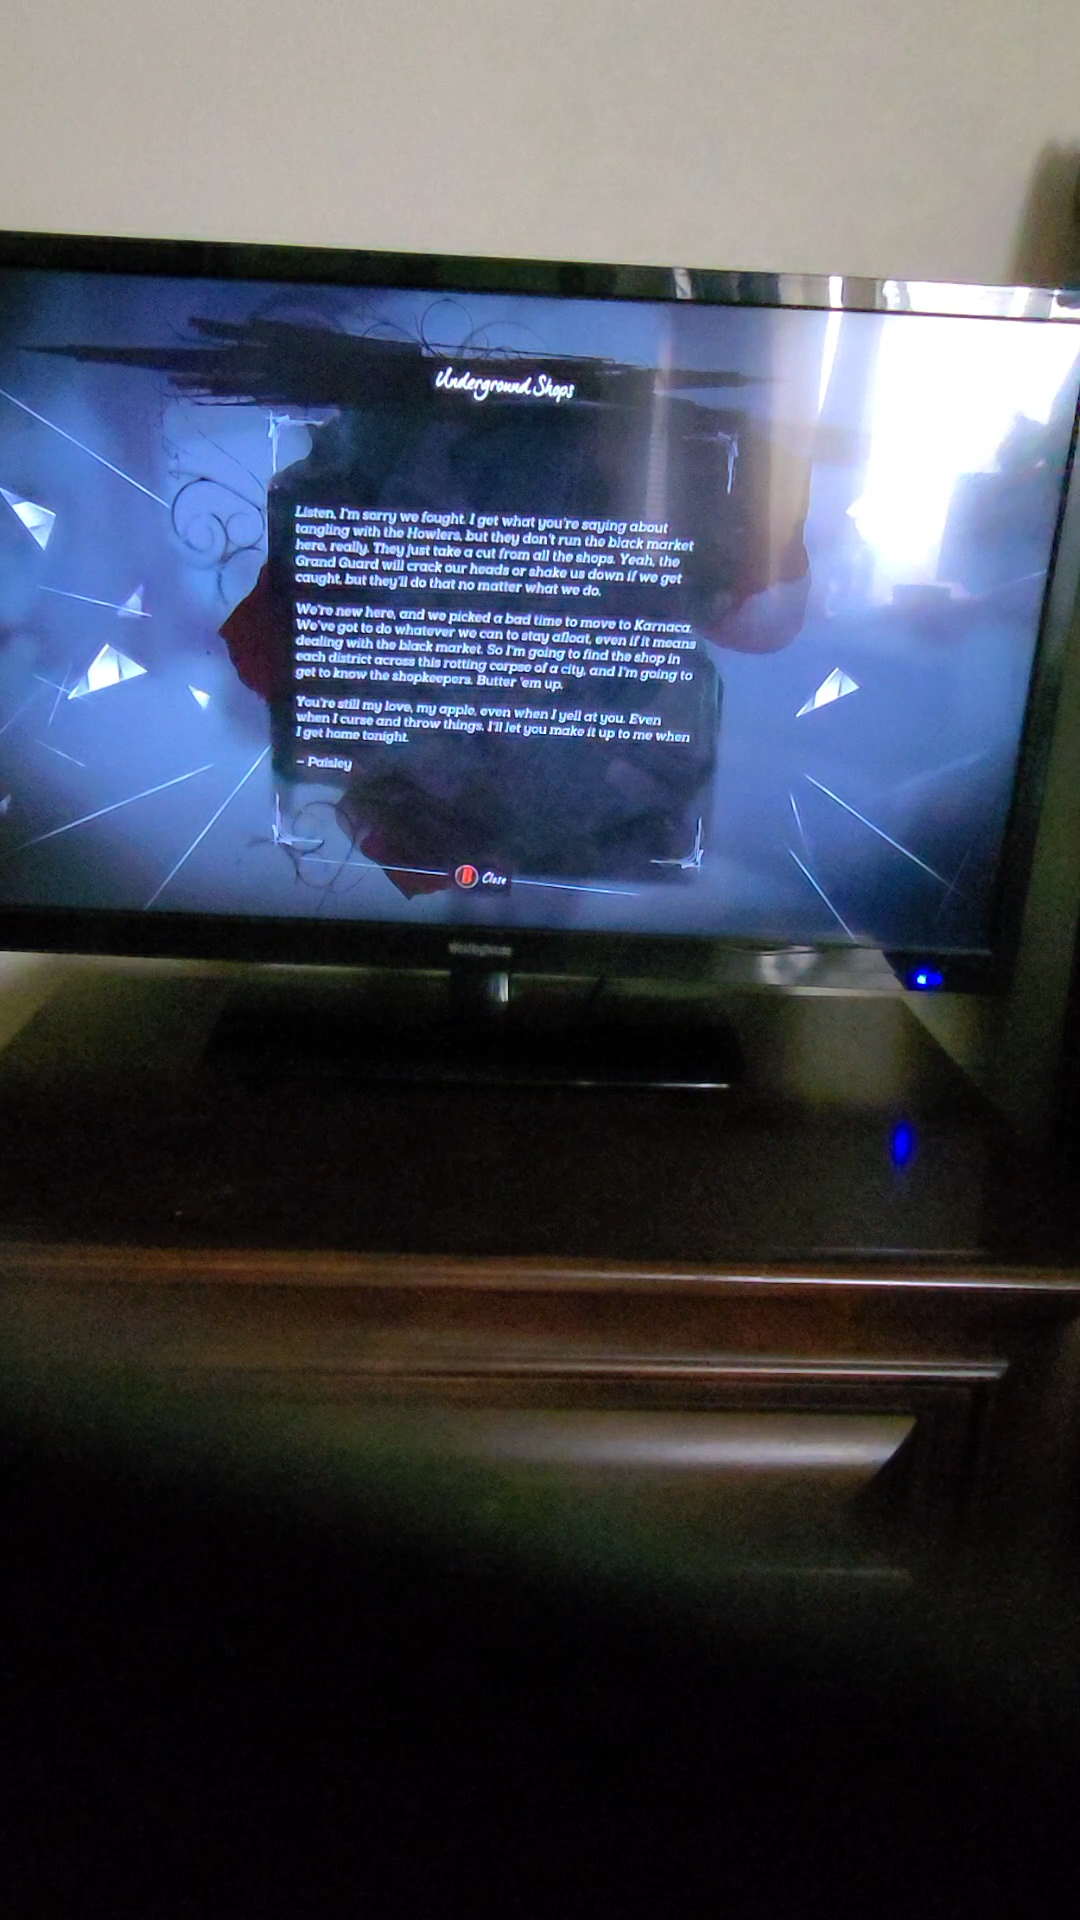 Underground Shops
Listen, I'm sorry we fought. I get what you're saying about
tangling with the Howlers, but they don't run the black market
here, really. They just take a cut from all the shops. Yeah, the
Grand Guard will crack our heads or shake us down if we get
caught, but they'll do that no matter what we do.
We're new here, and we picked a bad time to move to Karnaca.
We've got to do whatever we can to stay afloat, even if it means
dealing with the black market. So I'm going to find the shop in
each district across this rotting corpse of a city, and I'm going to
get to know the shopkeepers. Butter 'em up.
You're still my love, my apple, even when I yell at you. Even
when I curse and throw things. I'll let you make it up to me when
I get home tonight.
– Paisley
B Close
Westinghouse